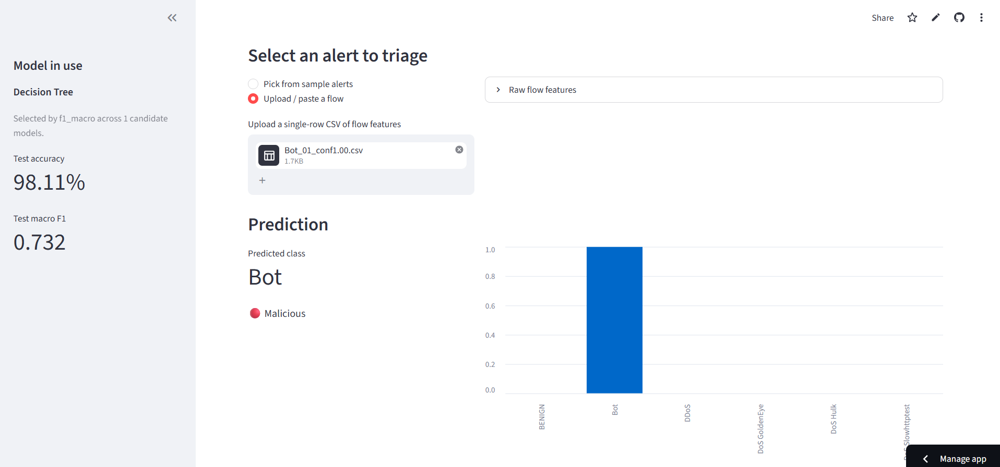 Share
Model in use
Decision Tree
Selected by f1_macro across 1 candidate
models.
Test accuracy
98.11%
Test macro F1
0.732
Select an alert to triage
Pick from sample alerts
Upload / paste a flow
Raw flow features
Upload a single-row CSV of flow features
Bot_01_conf1.00.csv
1.7KB
Prediction
Predicted class
Bot
Malicious
1.0
0.8
0.6
0.4
0.2
0.0
BENIGN
Bot
DDoS
DoS GoldenEye
DoS Hulk
DoS Slowhttptest
Manage app